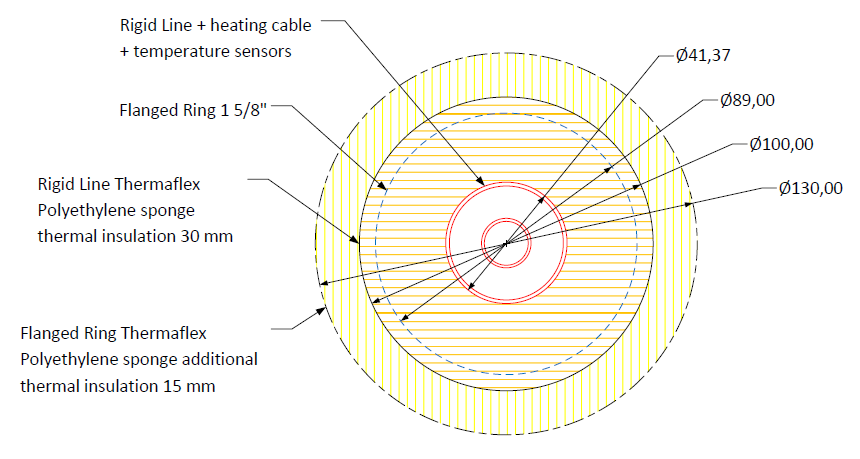 Rigid Line + heating cable
+ temperature sensors
Flanged Ring 1 5/8"
Rigid Line Thermaflex
Polyethylene sponge
thermal insulation 30 mm
Flanged Ring Thermaflex
Polyethylene sponge additional
thermal insulation 15 mm
Ø41,37
Ø89,00
Ø100,00
Ø130,00